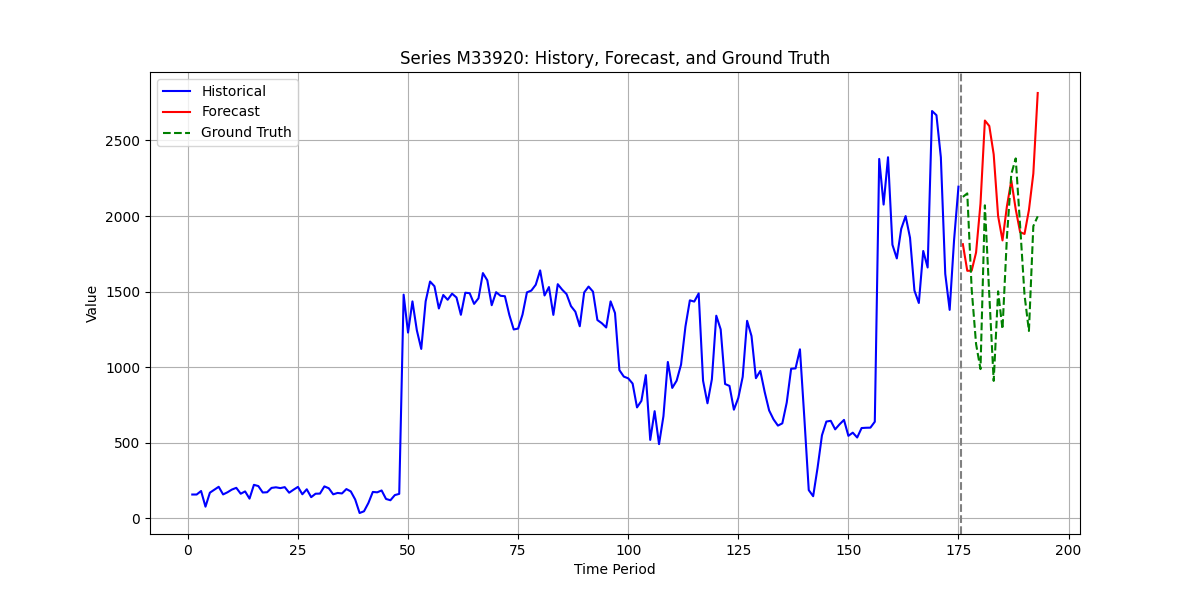 Series M33920: History, Forecast, and Ground Truth
Historical
Forecast
Ground Truth
Value
2500
2000
1500
1000
500
0
0 25 50 75 100 125 150 175 200
Time Period